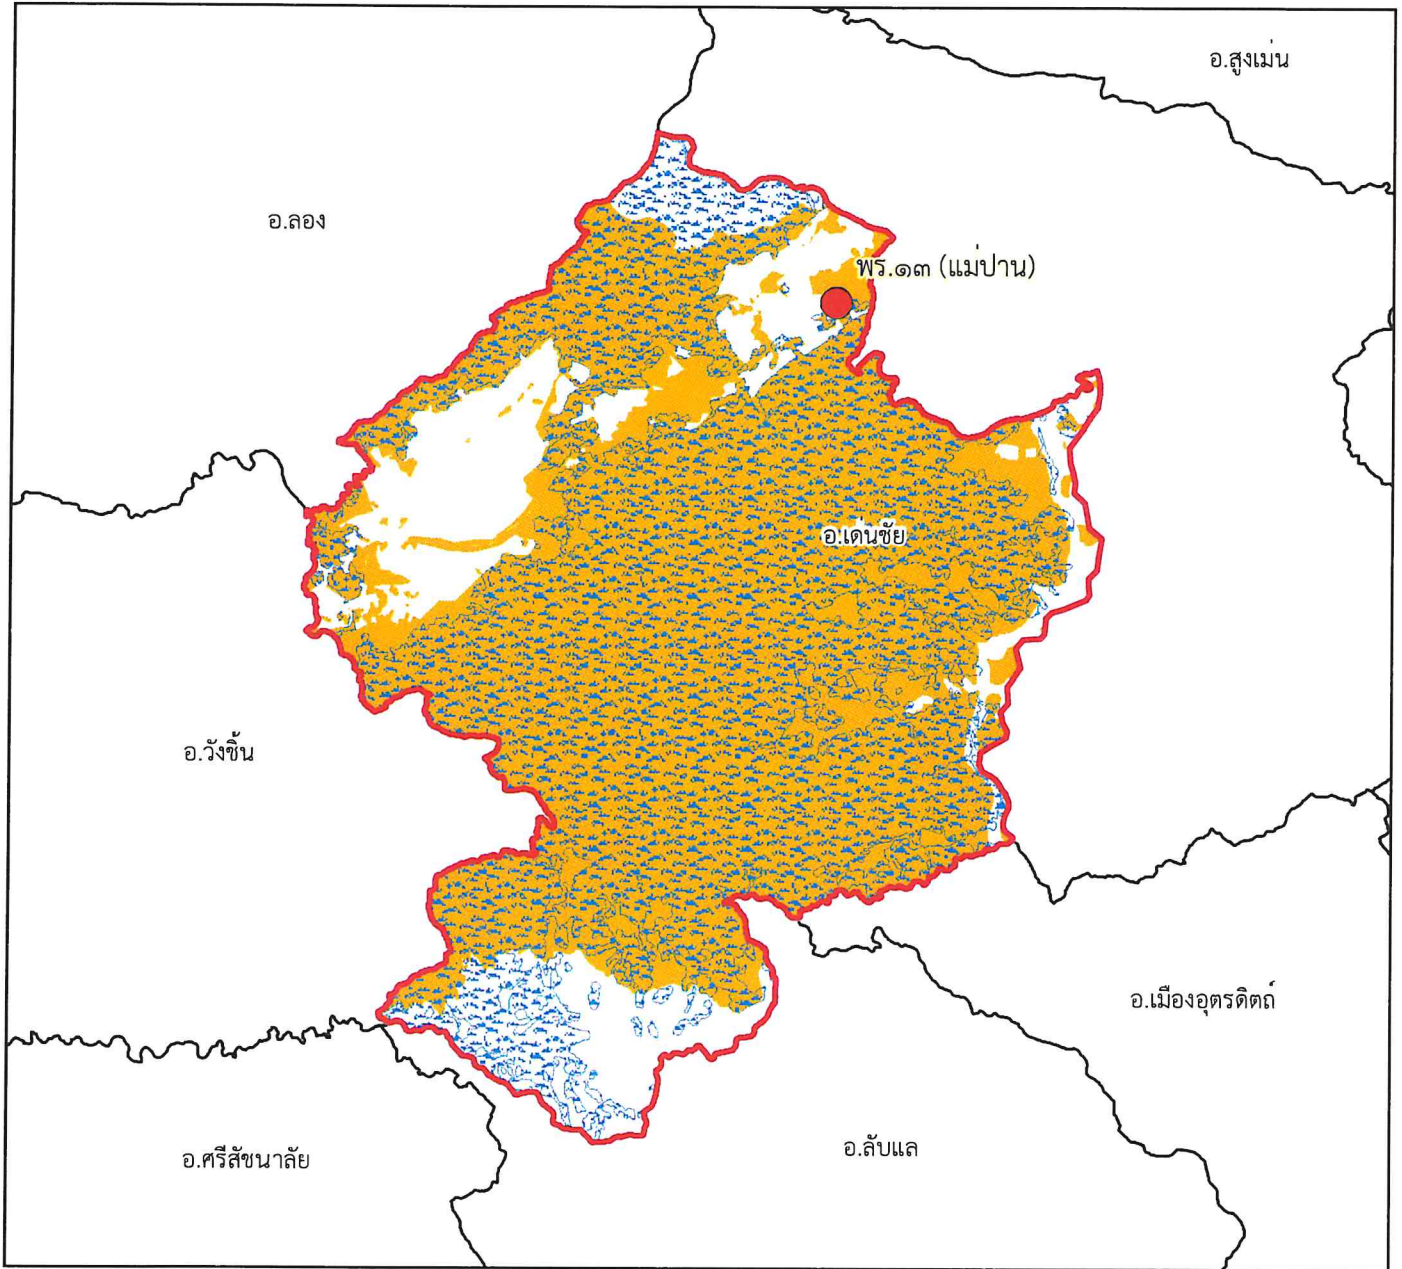 อ.สูงเม่น
อ.ลอง
พร.๑๓ (แม่ปาน)
อ.เด่นชัย
อ.วังชิ้น
อ.เมืองอุตรดิตถ์
อ.ศรีสัชนาลัย
อ.ลับแล